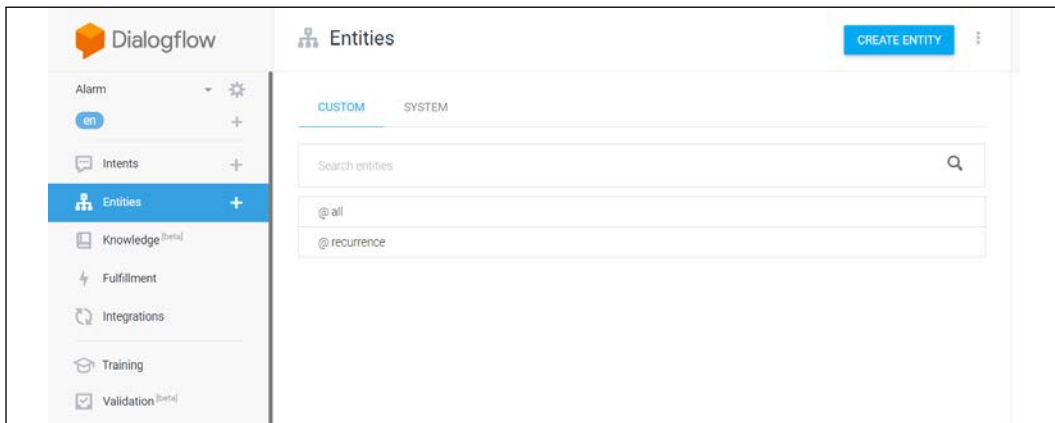 Dialogflow
Alarm
en
Intents
Entities
Knowledge [beta]
Fulfillment
Integrations
Training
Validation [beta]
Entities
CREATE ENTITY
CUSTOM SYSTEM
Search entities
@ all
@ recurrence